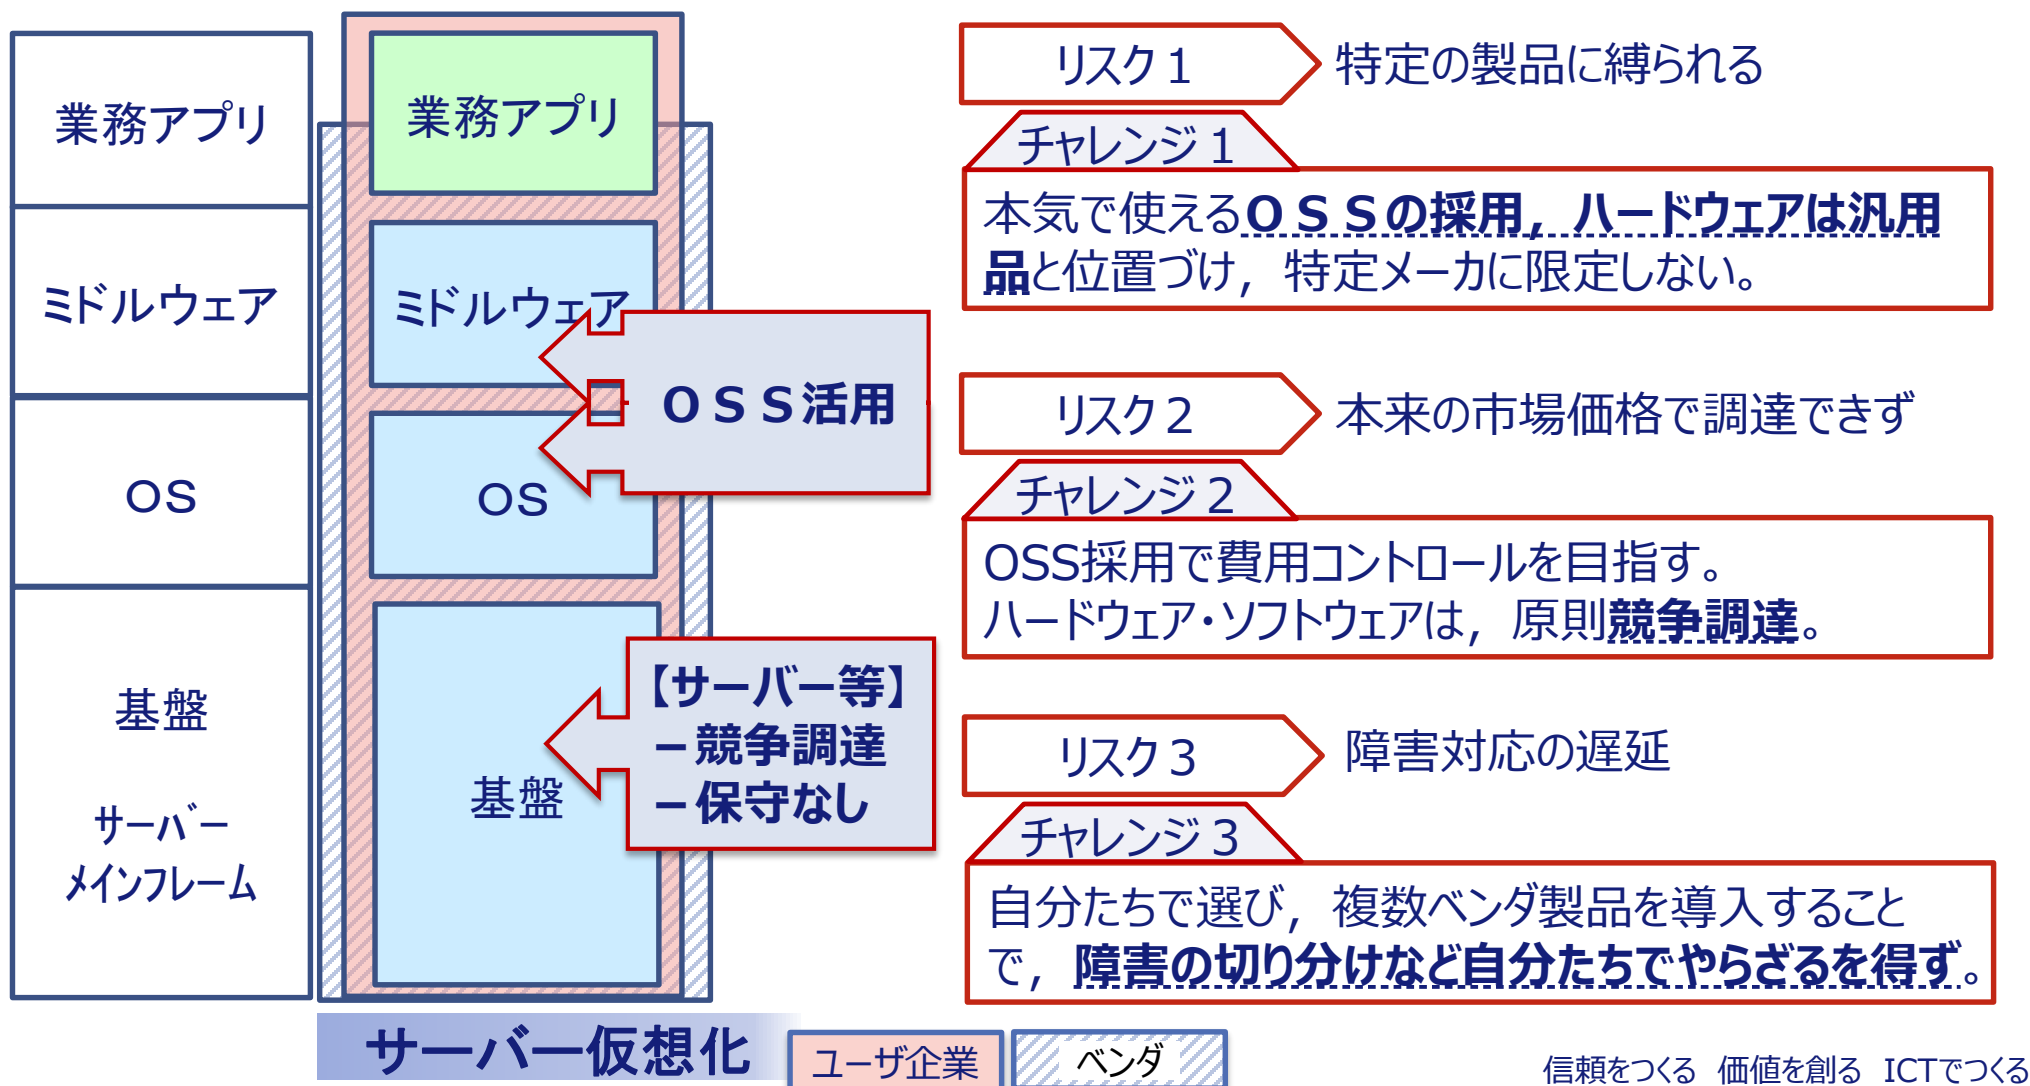 業務アプリ
ミドルウェア
OS
基盤
サーバー
メインフレーム
業務アプリ
ミドルウェア
OS
基盤
OSS活用
【サーバー等】
－競争調達
－保守なし
サーバー仮想化
ユーザ企業
ベンダ
リスク１
特定の製品に縛られる
チャレンジ１
本気で使えるＯＳＳの採用，ハードウェアは汎用
品と位置づけ，特定メーカに限定しない。
リスク２
本来の市場価格で調達できず
チャレンジ２
OSS採用で費用コントロールを目指す。
ハードウェア・ソフトウェアは，原則競争調達。
リスク３
障害対応の遅延
チャレンジ３
自分たちで選び，複数ベンダ製品を導入すること
で，障害の切り分けなど自分たちでやらざるを得ず。
信頼をつくる　価値を創る　ICTでつくる